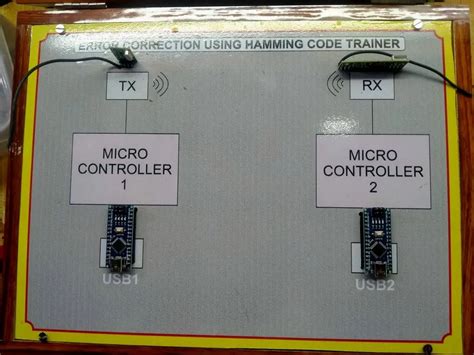 ERROR CORRECTION USING HAMMING CODE TRAINER
TX
RX
MICRO
CONTROLLER
1
MICRO
CONTROLLER
2
USB1
USB2